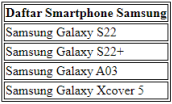 Daftar Smartphone Samsung
Samsung Galaxy S22
Samsung Galaxy S22+
Samsung Galaxy A03
Samsung Galaxy Xcover 5